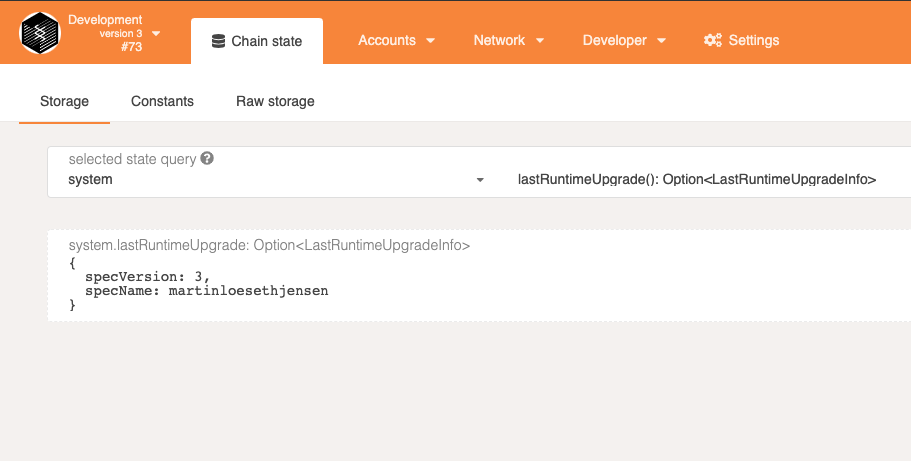 Development
version 3
#73
Chain state
Accounts
Network
Developer
Settings
Storage
Constants
Raw storage
selected state query
system
lastRuntimeUpgrade(): Option<LastRuntimeUpgradeInfo>
system.lastRuntimeUpgrade: Option<LastRuntimeUpgradeInfo>
{
specVersion: 3,
specName: martinloesethjensen
}